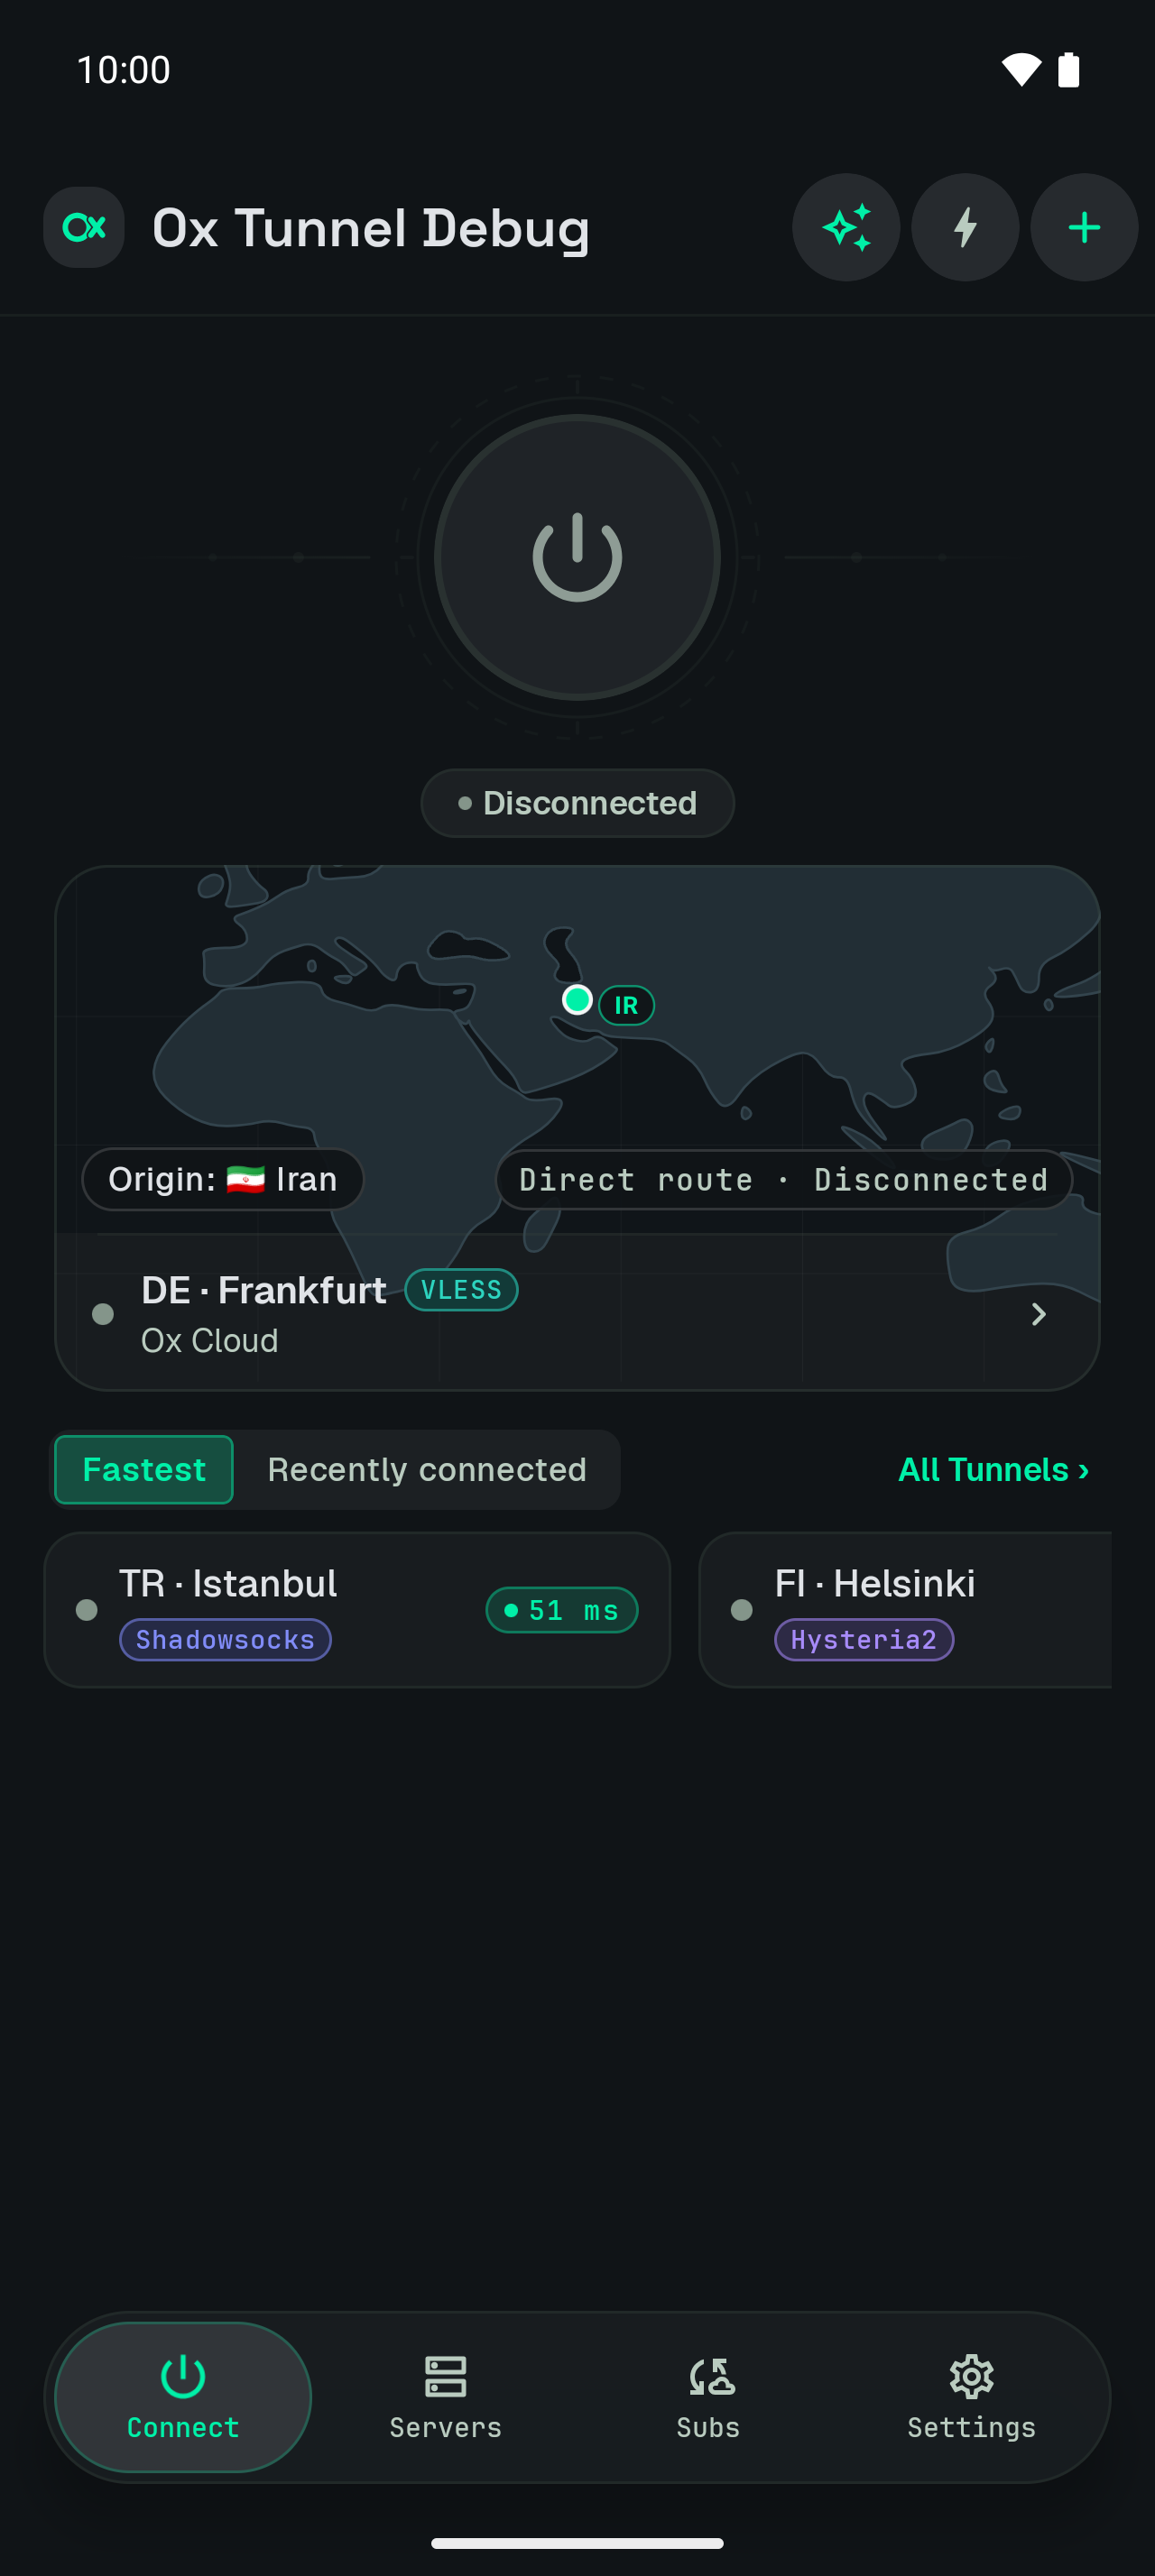 10:00
Ox
Ox Tunnel Debug
Disconnected
IR
Origin: 🇮🇷 Iran
Direct route · Disconnected
DE · Frankfurt VLESS
Ox Cloud
Fastest Recently connected All Tunnels ›
TR · Istanbul
Shadowsocks
51 ms
FI · Helsinki
Hysteria2
Connect Servers Subs Settings